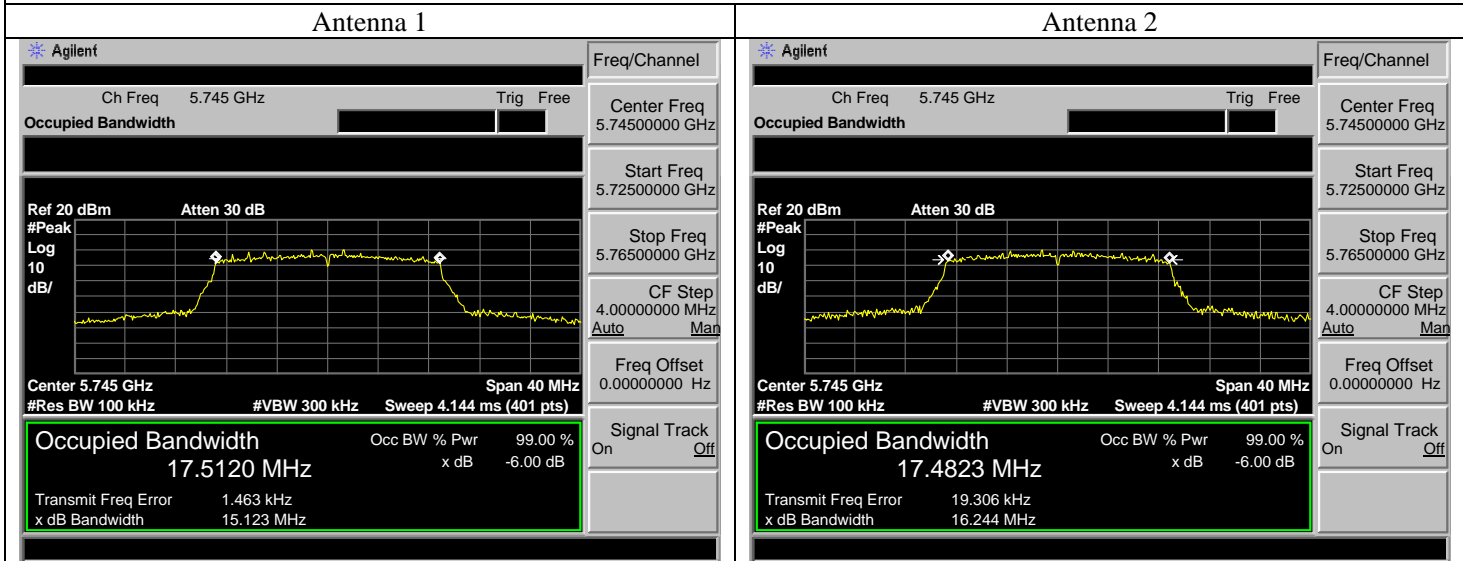 Antenna 1
Agilent
Freq/Channel
Ch Freq 5.745 GHz Trig Free
Occupied Bandwidth
Center Freq
5.74500000 GHz
Start Freq
5.72500000 GHz
Ref 20 dBm Atten 30 dB
#Peak
Log
10
dB/
Stop Freq
5.76500000 GHz
CF Step
4.00000000 MHz
Auto Man
Freq Offset
0.00000000 Hz
Center 5.745 GHz Span 40 MHz
#Res BW 100 kHz #VBW 300 kHz Sweep 4.144 ms (401 pts)
Signal Track
On Off
Occupied Bandwidth Occ BW % Pwr 99.00 %
17.5120 MHz x dB -6.00 dB
Transmit Freq Error 1.463 kHz
x dB Bandwidth 15.123 MHz
Antenna 2
Agilent
Freq/Channel
Ch Freq 5.745 GHz Trig Free
Occupied Bandwidth
Center Freq
5.74500000 GHz
Start Freq
5.72500000 GHz
Ref 20 dBm Atten 30 dB
#Peak
Log
10
dB/
Stop Freq
5.76500000 GHz
CF Step
4.00000000 MHz
Auto Man
Freq Offset
0.00000000 Hz
Center 5.745 GHz Span 40 MHz
#Res BW 100 kHz #VBW 300 kHz Sweep 4.144 ms (401 pts)
Signal Track
On Off
Occupied Bandwidth Occ BW % Pwr 99.00 %
17.4823 MHz x dB -6.00 dB
Transmit Freq Error 19.306 kHz
x dB Bandwidth 16.244 MHz